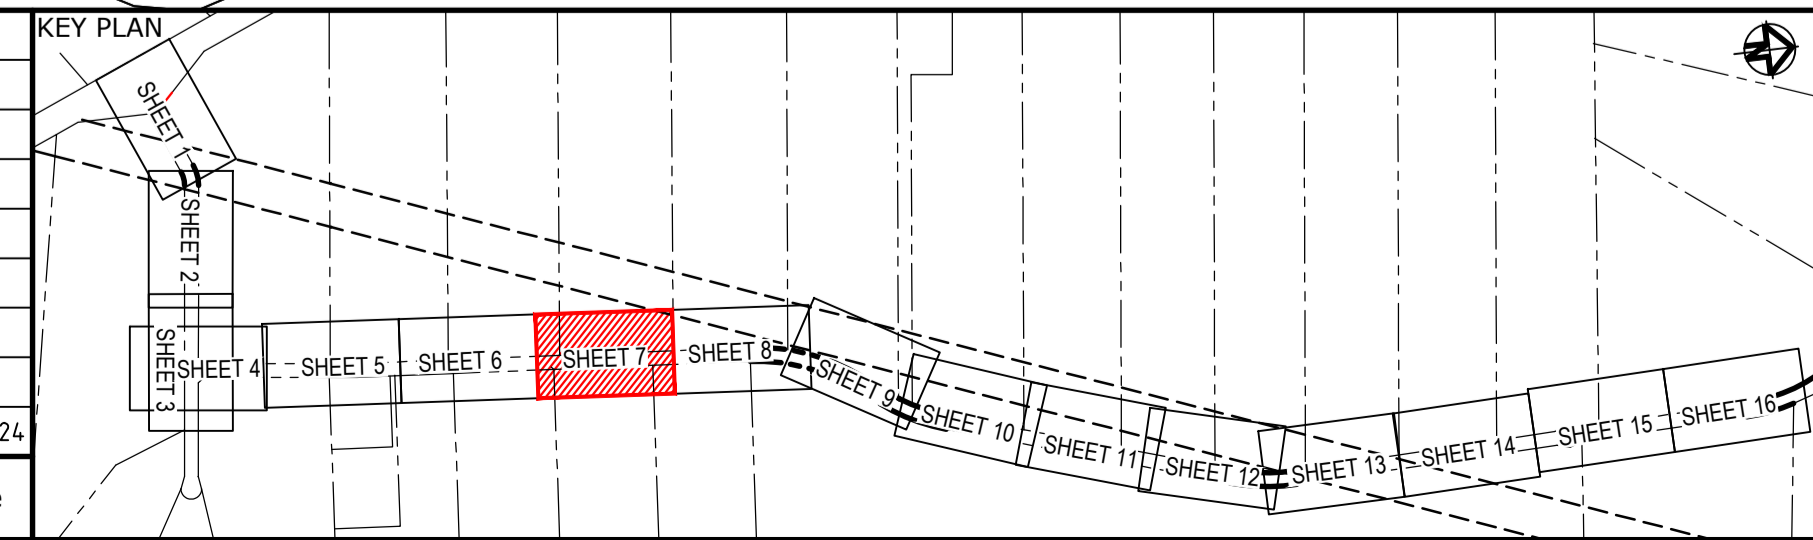 KEY PLAN
SHEET 1
SHEET 2
SHEET 3
SHEET 4
SHEET 5
SHEET 6
SHEET 7
SHEET 8
SHEET 9
SHEET 10
SHEET 11
SHEET 12
SHEET 13
SHEET 14
SHEET 15
SHEET 16
N
24